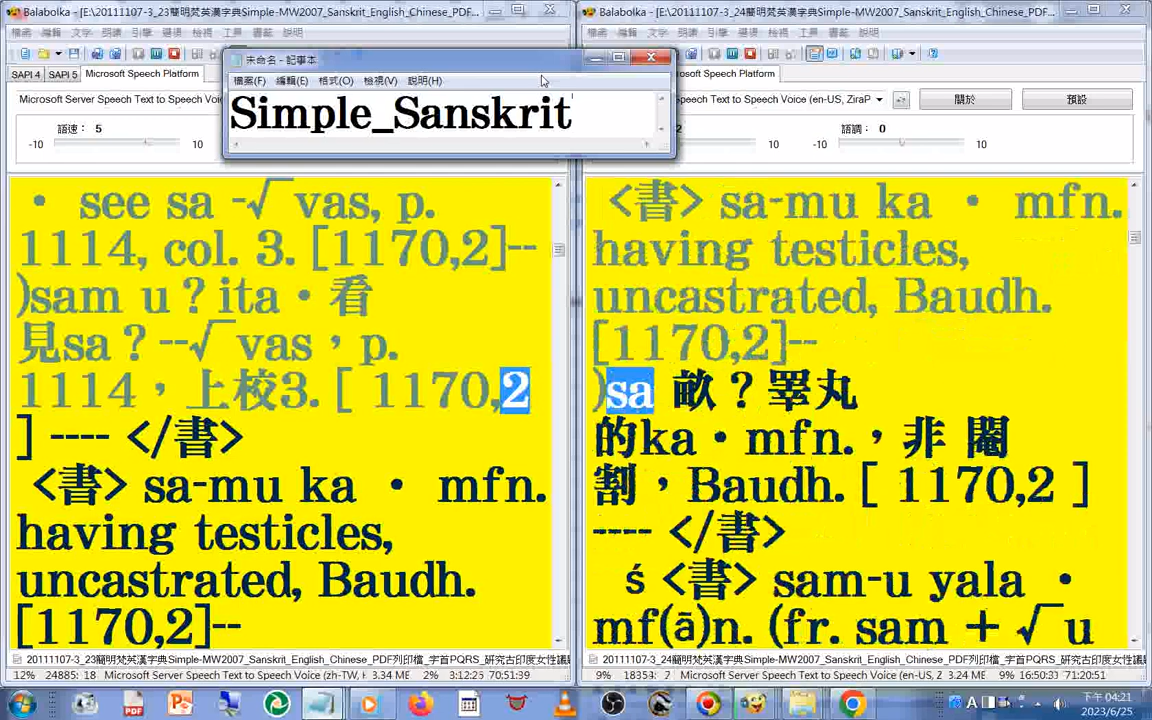 Balabolka - [E:\20111107-3_23簡明梵英漢字典Simple-MW2007_Sanskrit_English_Chinese_PDF...
Balabolka - [E:\20111107-3_24簡明梵英漢字典Simple-MW2007_Sanskrit_English_Chinese_PDF...
未命名 - 記事本
檔案(F) 編輯(E) 格式(O) 檢視(V) 說明(H)
Simple_Sanskrit
SAPI 4 SAPI 5 Microsoft Speech Platform
Microsoft Server Speech Text to Speech Voice
語速： 5
-10 10
Speech Text to Speech Voice (en-US, ZiraP
關於 預設
2 語調： 0
10 -10 10
• see sa -√ vas, p.
1114, col. 3. [1170,2]--
)sam u？ita•看
見sa？--√ vas，p.
1114，上校3. [ 1170,2
] ---- </書>
<書> sa-mu ka • mfn.
having testicles,
uncastrated, Baudh.
[1170,2]--
<書> sa-mu ka • mfn.
having testicles,
uncastrated, Baudh.
[1170,2]--
)sa 畝？睪丸
的ka•mfn.，非 閹
割，Baudh. [ 1170,2 ]
---- </書>
ś <書> sam-u yala •
mf(ā)n. (fr. sam + √ u
20111107-3_23簡明梵英漢字典Simple-MW2007_Sanskrit_English_Chinese_PDF列印檔_字首PQRS_研究古印度女性議
20111107-3_24簡明梵英漢字典Simple-MW2007_Sanskrit_English_Chinese_PDF列印檔_字首PQRS_研究古印度女性議
12% 24885: 18 Microsoft Server Speech Text to Speech Voice (zh-TW, H 3.34 ME 2% 3:12:25 70:51:39
9% 18354: 2 Microsoft Server Speech Text to Speech Voice (en-US, Z 3.24 ME 9% 16:50:3 71:20:51
下午 04:21
2023/6/25